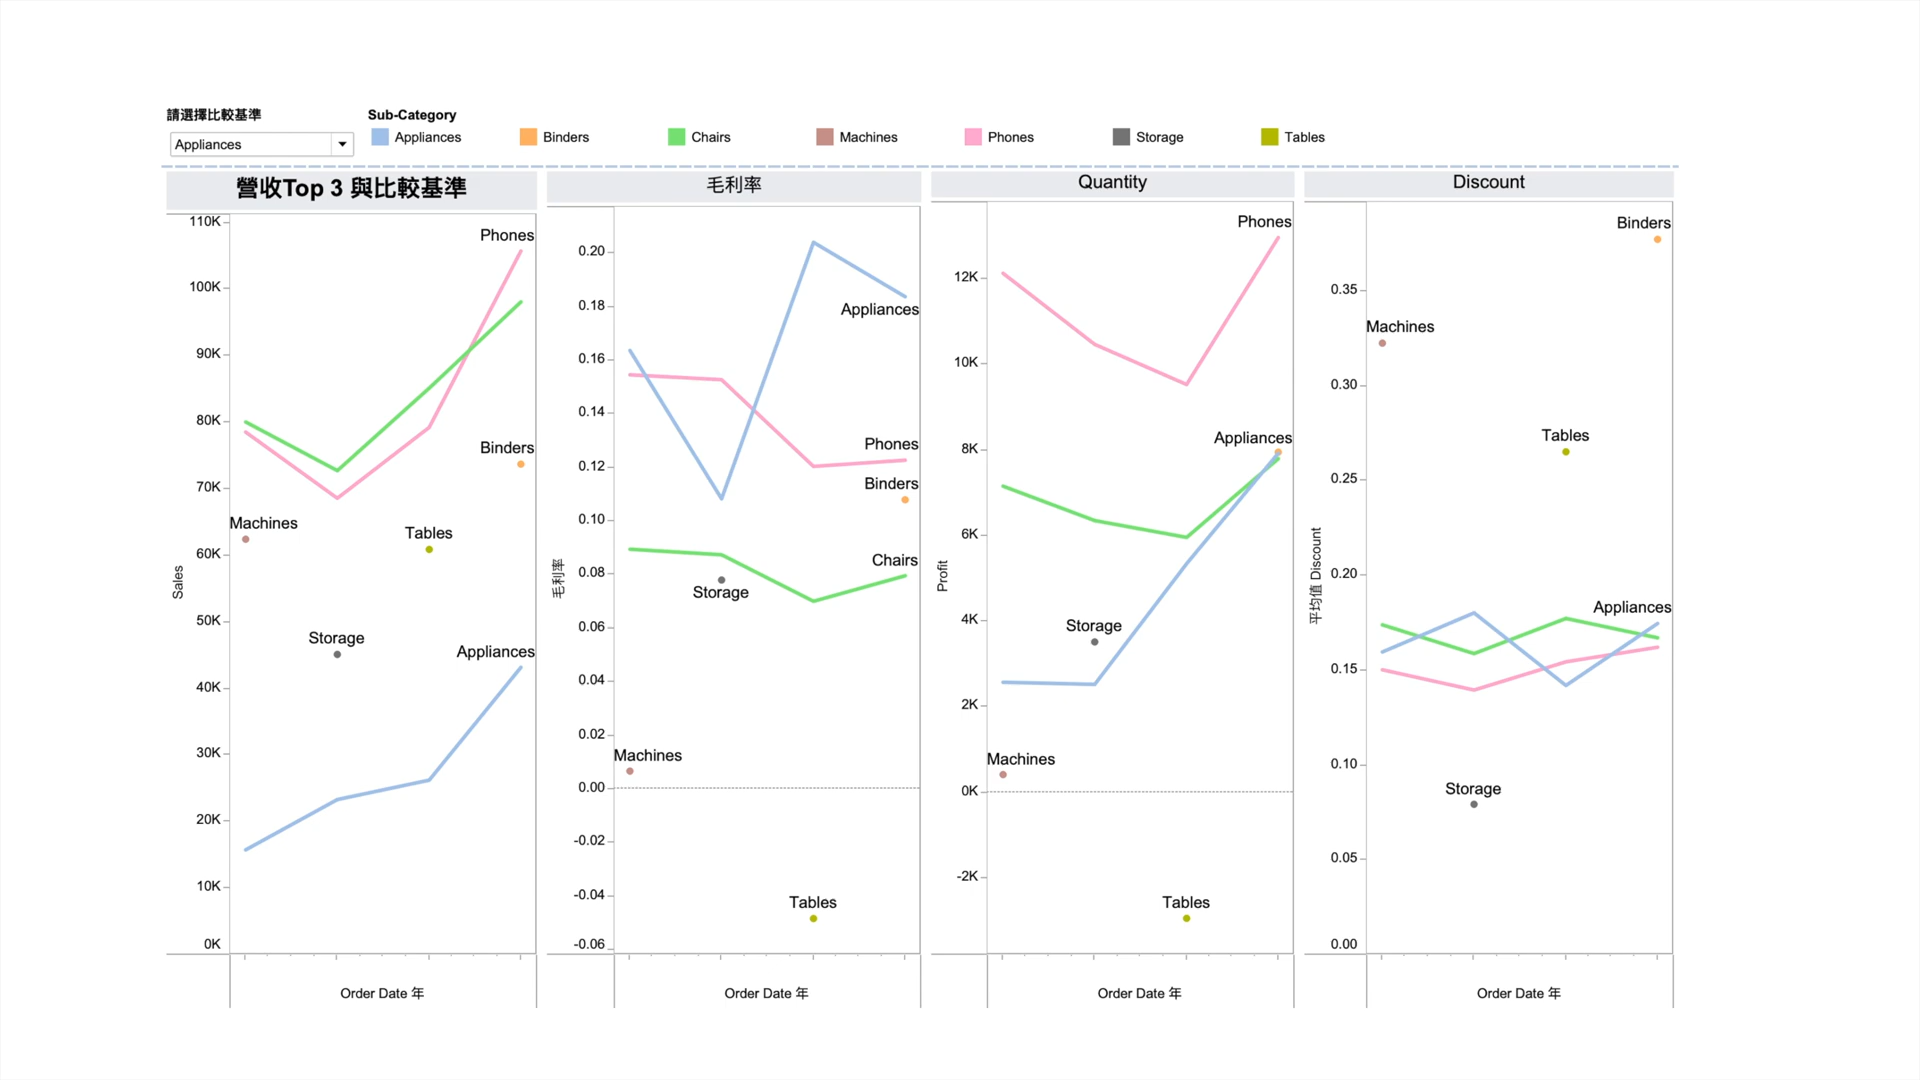 請選擇比較基準
Appliances
Sub-Category
Appliances
Binders
Chairs
Machines
Phones
Storage
Tables
營收Top 3 與比較基準
110K
100K
90K
80K
70K
60K
50K
40K
30K
20K
10K
0K
Sales
Phones
Binders
Machines
Tables
Storage
Appliances
Order Date 年
毛利率
0.20
0.18
0.16
0.14
0.12
0.10
0.08
0.06
0.04
0.02
0.00
-0.02
-0.04
-0.06
毛利率
Appliances
Phones
Binders
Chairs
Storage
Machines
Tables
Order Date 年
Quantity
12K
10K
8K
6K
4K
2K
0K
-2K
Profit
Phones
Appliances
Storage
Machines
Tables
Order Date 年
Discount
0.35
0.30
0.25
0.20
0.15
0.10
0.05
0.00
平均值 Discount
Binders
Machines
Tables
Appliances
Storage
Order Date 年